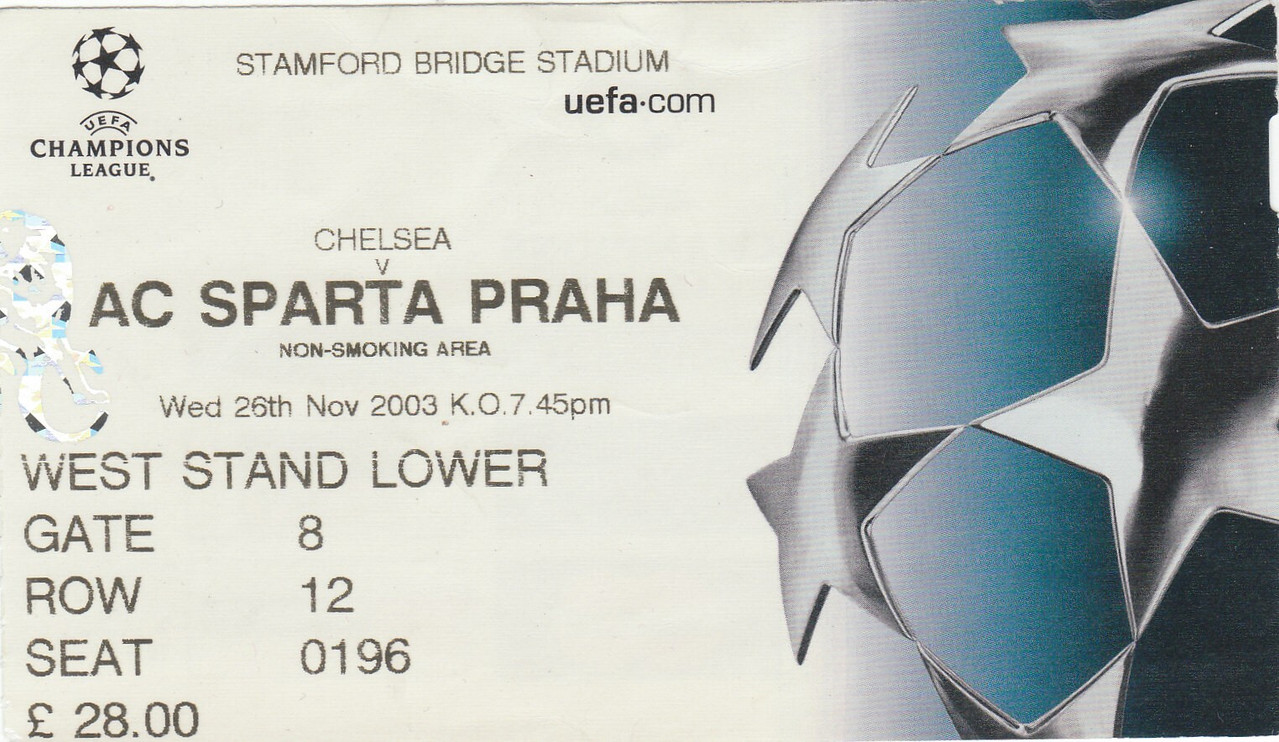 STAMFORD BRIDGE STADIUM
uefa.com
UEFA
CHAMPIONS
LEAGUE®
CHELSEA
V
AC SPARTA PRAHA
NON-SMOKING AREA
Wed 26th Nov 2003 K.O.7.45pm
WEST STAND LOWER
GATE 8
ROW 12
SEAT 0196
£ 28.00